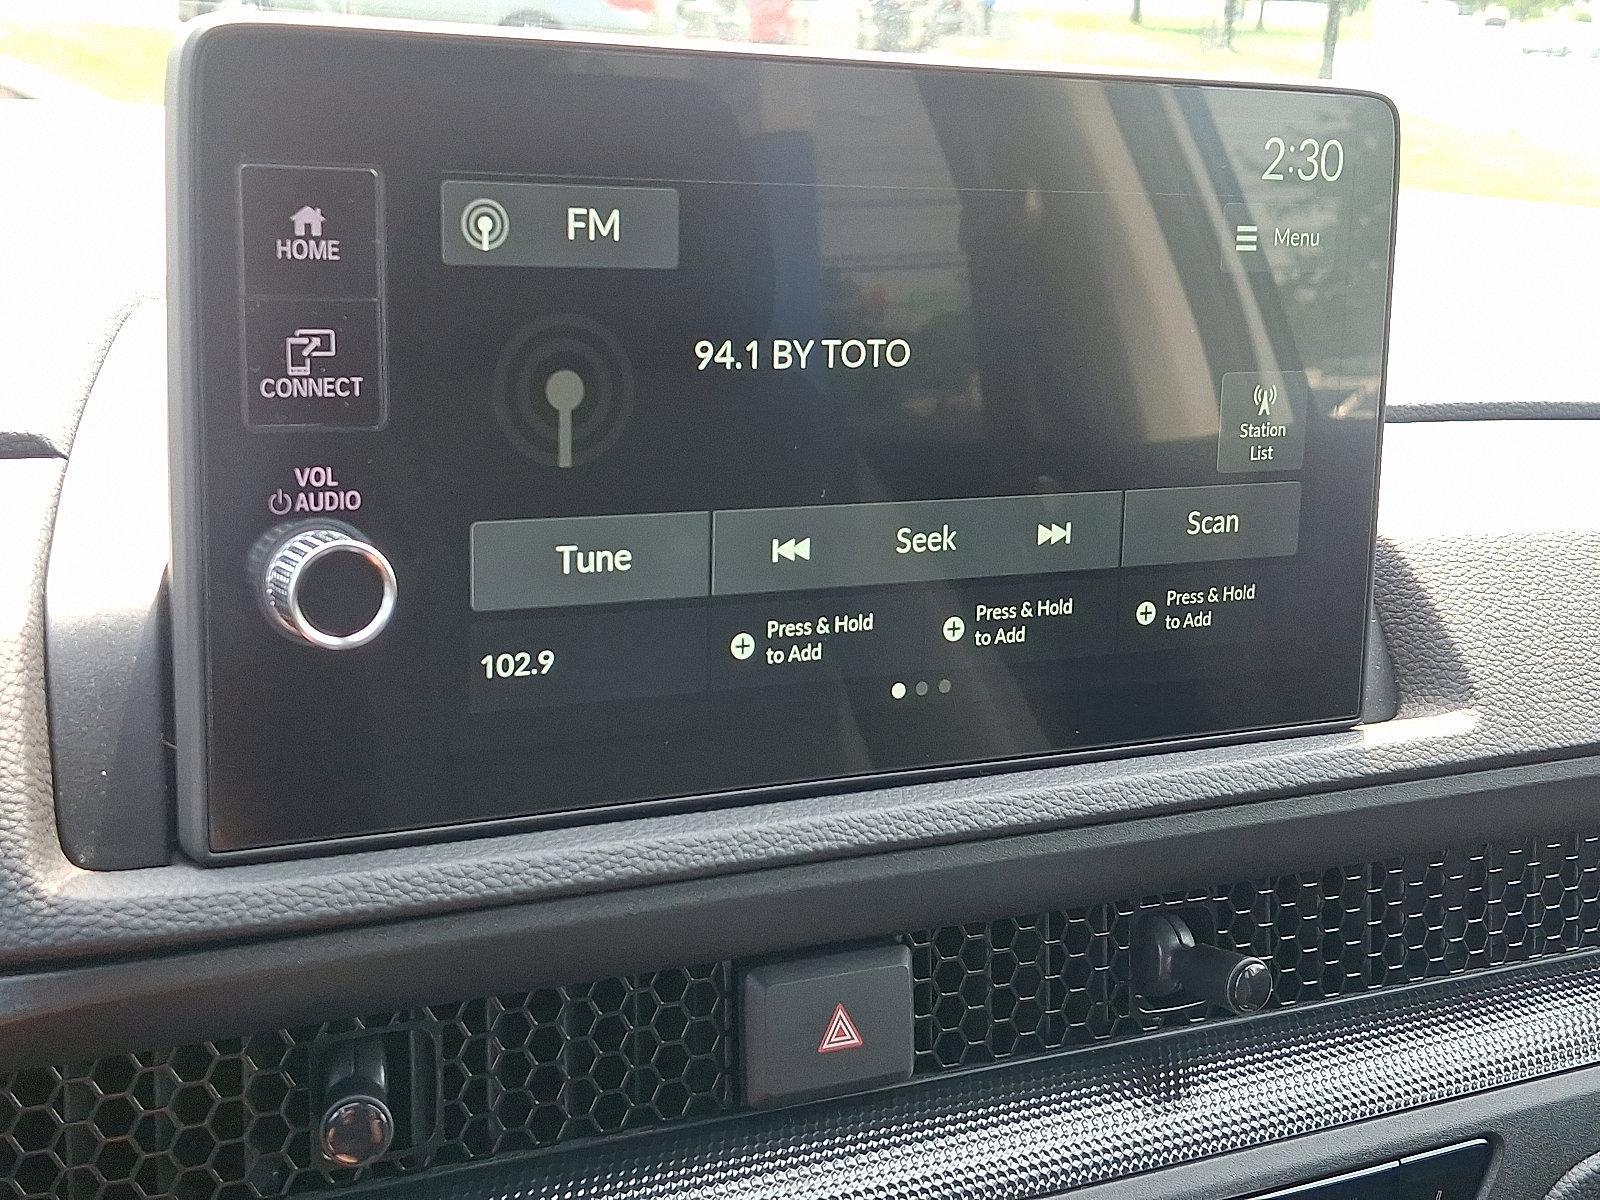 2:30
HOME
FM
Menu
94.1 BY TOTO
CONNECT
Station
List
VOL
AUDIO
Tune
Seek
Scan
Press & Hold
to Add
Press & Hold
to Add
Press & Hold
to Add
102.9